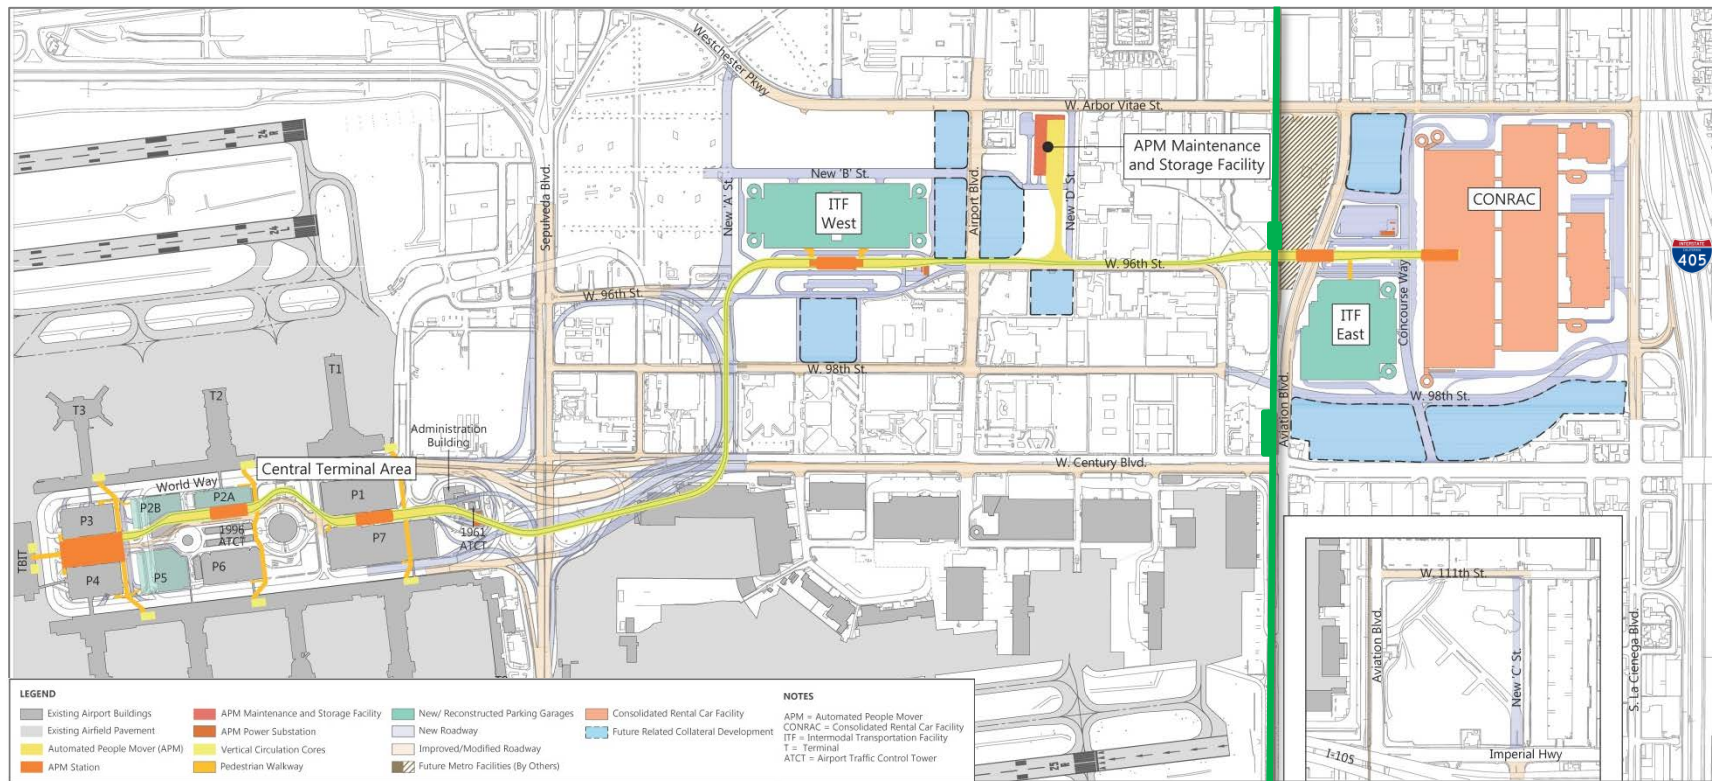 Westchester Pkwy
W. Arbor Vitae St.
APM Maintenance
and Storage Facility
24
R
24
L
Sepulveda Blvd.
New 'A' St.
New 'B' St.
ITF
West
Airport Blvd.
New 'D' St.
CONRAC
INTERSTATE
CALIFORNIA
405
W. 96th St.
W. 96th St.
Concourse Way
ITF
East
W. 98th St.
W. 98th St.
Aviation Blvd.
T3
T2
T1
Administration
Building
Central Terminal Area
W. Century Blvd.
World Way
P2A
P2B
P1
P3
1996
ATCT
1961
ATCT
P7
TBIT
P4
P5
P6
W. 111th St.
Aviation Blvd.
New 'C' St.
S. La Cienega Blvd.
I-105
Imperial Hwy
25
R
LEGEND
Existing Airport Buildings
Existing Airfield Pavement
Automated People Mover (APM)
APM Station
APM Maintenance and Storage Facility
APM Power Substation
Vertical Circulation Cores
Pedestrian Walkway
New/ Reconstructed Parking Garages
New Roadway
Improved/Modified Roadway
Future Metro Facilities (By Others)
Consolidated Rental Car Facility
Future Related Collateral Development
NOTES
APM = Automated People Mover
CONRAC = Consolidated Rental Car Facility
ITF = Intermodal Transportation Facility
T = Terminal
ATCT = Airport Traffic Control Tower